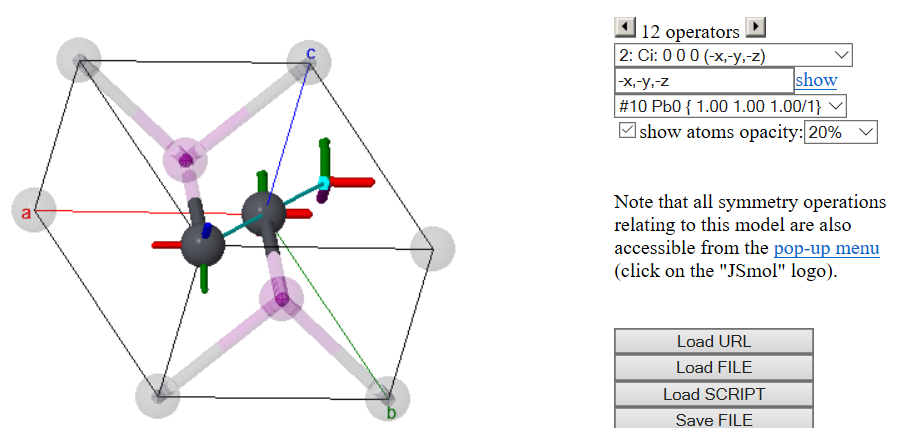 c
a
b
12 operators
2: Ci: 0 0 0 (-x,-y,-z)
-x,-y,-z show
#10 Pb0 { 1.00 1.00 1.00/1}
show atoms opacity: 20%
Note that all symmetry operations
relating to this model are also
accessible from the pop-up menu
(click on the "JSmol" logo).
Load URL
Load FILE
Load SCRIPT
Save FILE